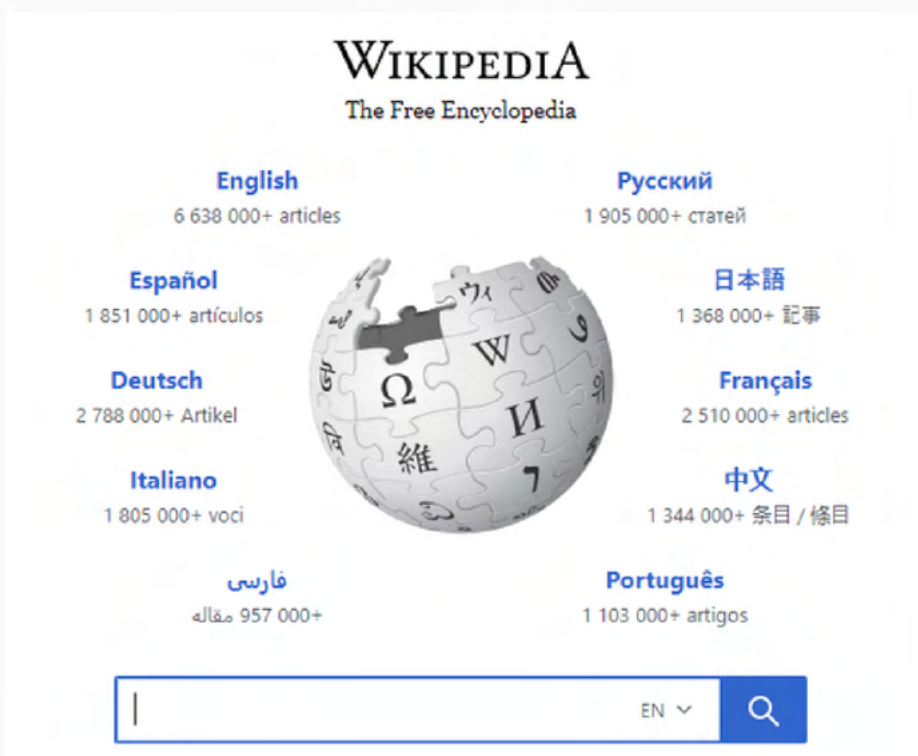 WIKIPEDIA
The Free Encyclopedia
English
6 638 000+ articles
Русский
1 905 000+ статей
Español
1 851 000+ artículos
日本語
1 368 000+ 記事
Deutsch
2 788 000+ Artikel
Français
2 510 000+ articles
Italiano
1 805 000+ voci
中文
1 344 000+ 条目 / 條目
فارسی
957 000+ مقاله
Português
1 103 000+ artigos
ウィ
W
Ω
И
維
EN